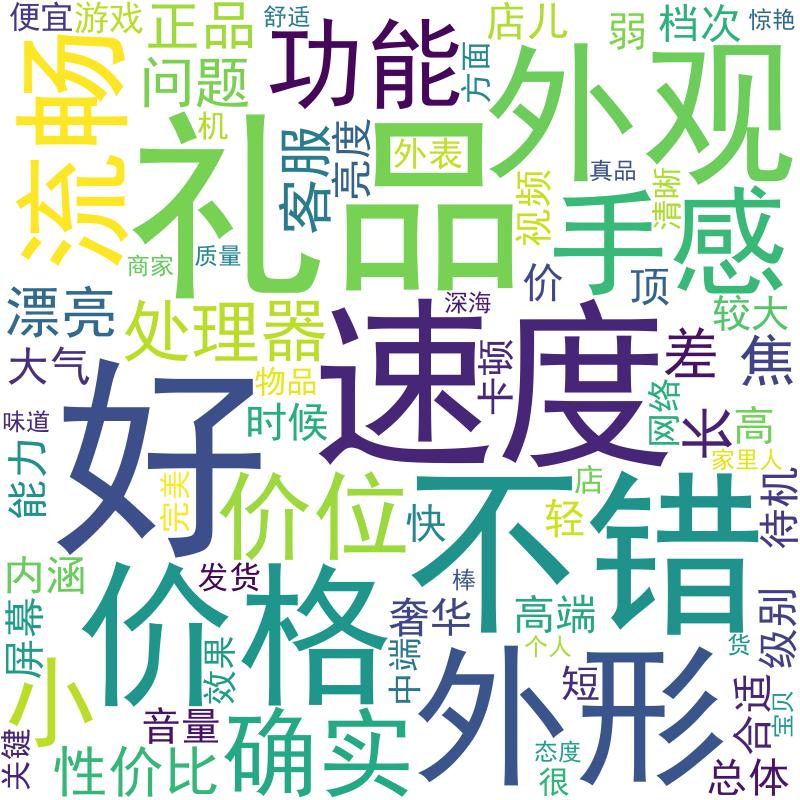 便宜
游戏
正品
舒适
功能
店儿
弱
档次
惊艳
流畅
问题
方面
外观
机
礼品
客服
亮度
外表
真品
视频
清晰
手感
商家
质量
价
顶
漂亮
处理器
深海
较大
速度
大气
好
物品
卡顿
差
焦
味道
时候
网络
长
高
能力
完美
价位
快
不错
店
轻
家里人
待机
内涵
发货
棒
屏幕
价格
奢华
高端
级别
效果
中端
外形
个人
货
小
短
合适
宝贝
关键
音量
确实
性价比
态度
很
总体